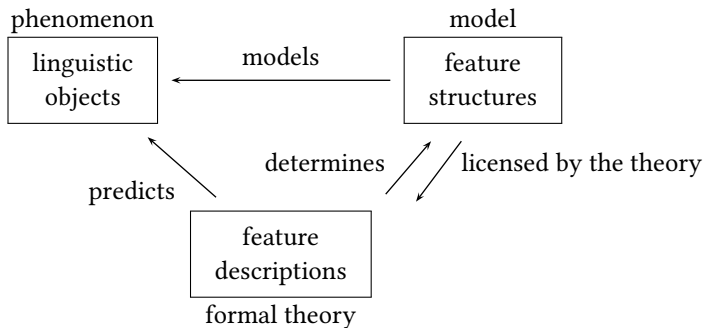 phenomenon
model
linguistic
objects
models
feature
structures
predicts
determines
licensed by the theory
feature
descriptions
formal theory